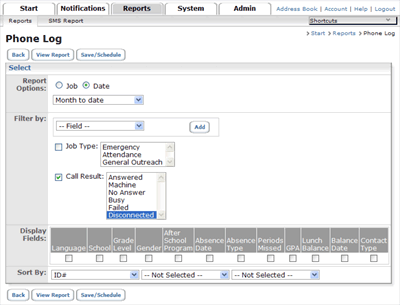 Start Notifications Reports System Admin
Address Book | Account | Help | Logout
Reports SMS Report Shortcuts
> Start > Reports > Phone Log
Phone Log
Back View Report Save/Schedule
Select
Report Options: Job Date
Month to date
Filter by: -- Field -- Add
Job Type: Emergency
Attendance
General Outreach
Call Result: Answered
Machine
No Answer
Busy
Failed
Disconnected
Display Fields: Language School Grade Level Gender After School Program Absence Date Absence Type Periods Missed GPA Lunch Balance Balance Date Contact Type
Sort By: ID# -- Not Selected -- -- Not Selected --
Back View Report Save/Schedule